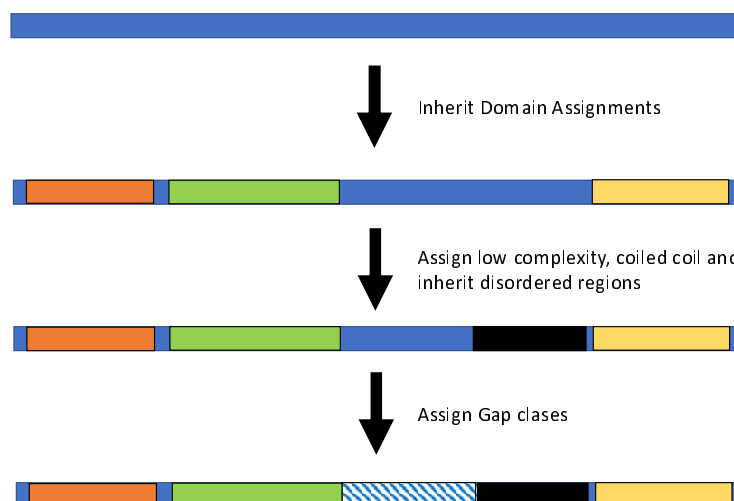 Inherit Domain Assignments
Assign low complexity, coiled coil and
inherit disordered regions
Assign Gap clases